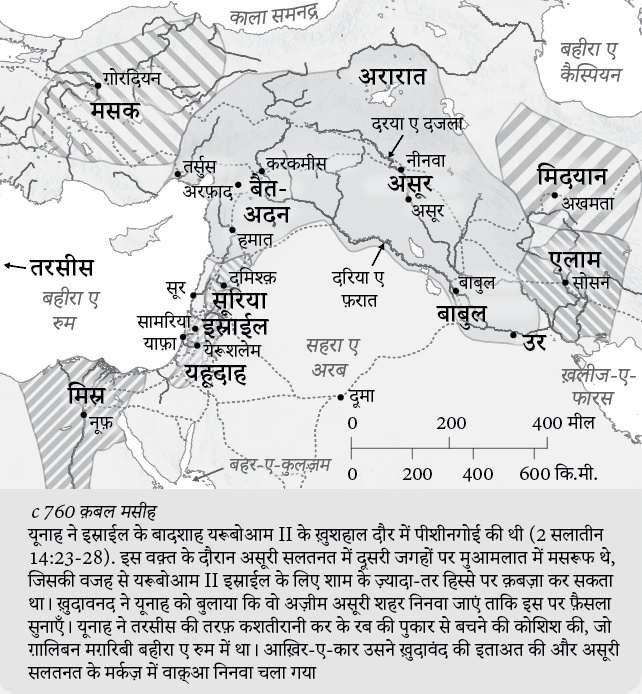 काला समनद्र
बहीरा ए
कैस्पियन
गोरदियन
मसक
अरारात
दरया ए दजला
तर्सुस
करकमीस
नीनवा
अरफ़ाद
बैत-
अदन
असूर
असूर
मिदयान
अखमता
हमात
एलाम
सोसन
तरसीस
बहीरा ए
रुम
सूर
दमिश्क़
सूरिया
दरिया ए
फ़रात
बाबुल
बाबुल
सामरिया
इस्राईल
याफ़ा
येरूशलेम
यहूदाह
उर
सहरा ए
अरब
ख़लीज-ए-
फारस
मिस्र
नूफ़
दूमा
0 200 400 मील
0 200 400 600 कि.मी.
बहर-ए-कुलज़म
c 760 क़बल मसीह
यूनाह ने इस्राईल के बादशाह यरूबोआम II के ख़ुशहाल दौर में पीशीनगोई की थी (2 सलातीन
14:23-28). इस वक़्त के दौरान असूरी सलतनत में दूसरी जगहों पर मुआमलात में मसरूफ थे,
जिसकी वजह से यरूबोआम II इस्राईल के लिए शाम के ज़्यादा-तर हिस्से पर क़बज़ा कर सकता
था। ख़ुदावनद ने यूनाह को बुलाया कि वो अज़ीम असूरी शहर निनवा जाएं ताकि इस पर फ़ैसला
सुनाएँ। यूनाह ने तरसीस की तरफ़ कशतीरानी कर के रब की पुकार से बचने की कोशिश की, जो
ग़ालिबन मग़रिबी बहीरा ए रुम में था। आख़िर-ए-कार उसने ख़ुदावंद की इताअत की और असूरी
सलतनत के मर्कज़ में वाक़्आ निनवा चला गया